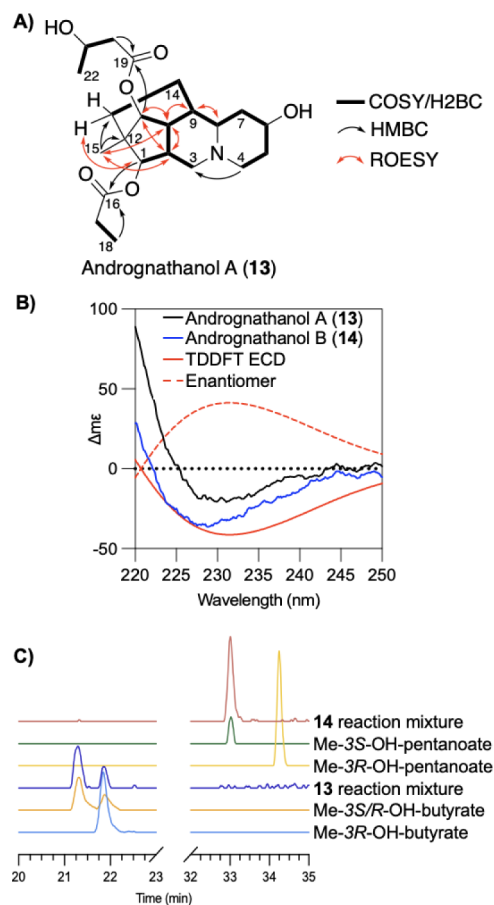 A)
HO
O
19
22
O
14
H
9
7
OH
H
15
12
1
3
N
4
O
16
O
18
COSY/H2BC
HMBC
ROESY
Andrognathanol A (13)
B)
100
50
0
-50
Δmε
Andrognathanol A (13)
Andrognathanol B (14)
TDDFT ECD
Enantiomer
220 225 230 235 240 245 250
Wavelength (nm)
C)
14 reaction mixture
Me-3S-OH-pentanoate
Me-3R-OH-pentanoate
13 reaction mixture
Me-3S/R-OH-butyrate
Me-3R-OH-butyrate
20 21 22 23 32 33 34 35
Time (min)